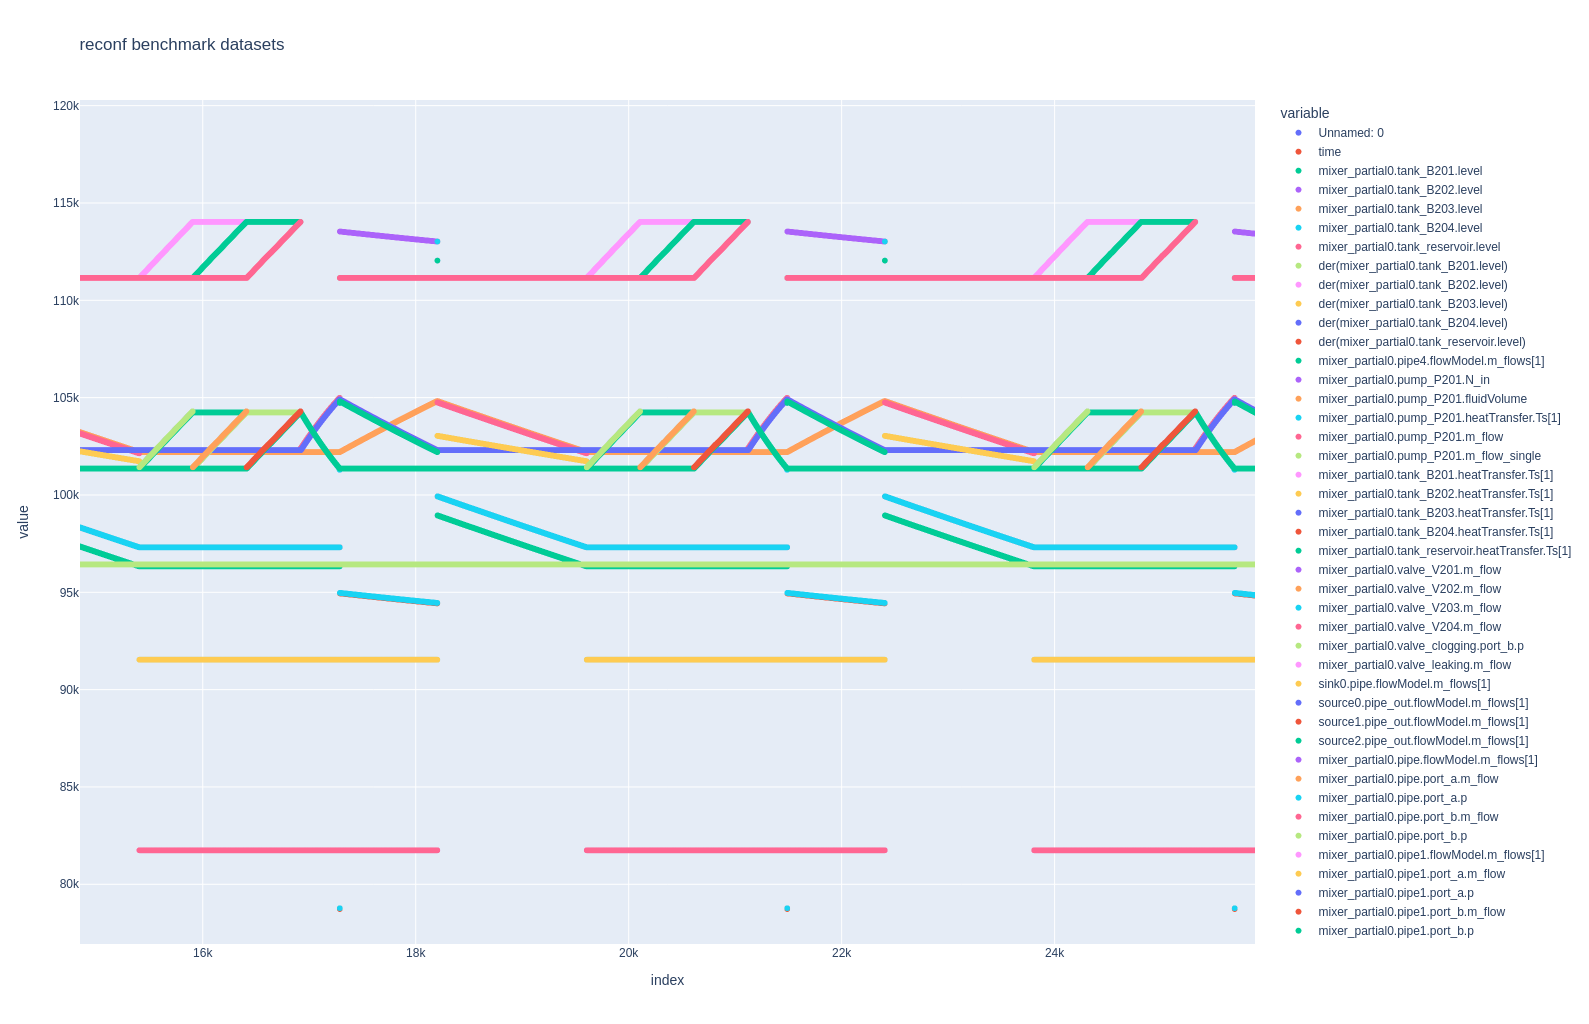 reconf benchmark datasets
120k
115k
110k
105k
100k
95k
90k
85k
80k
value
16k
18k
20k
22k
24k
index
variable
Unnamed: 0
time
mixer_partial0.tank_B201.level
mixer_partial0.tank_B202.level
mixer_partial0.tank_B203.level
mixer_partial0.tank_B204.level
mixer_partial0.tank_reservoir.level
der(mixer_partial0.tank_B201.level)
der(mixer_partial0.tank_B202.level)
der(mixer_partial0.tank_B203.level)
der(mixer_partial0.tank_B204.level)
der(mixer_partial0.tank_reservoir.level)
mixer_partial0.pipe4.flowModel.m_flows[1]
mixer_partial0.pump_P201.N_in
mixer_partial0.pump_P201.fluidVolume
mixer_partial0.pump_P201.heatTransfer.Ts[1]
mixer_partial0.pump_P201.m_flow
mixer_partial0.pump_P201.m_flow_single
mixer_partial0.tank_B201.heatTransfer.Ts[1]
mixer_partial0.tank_B202.heatTransfer.Ts[1]
mixer_partial0.tank_B203.heatTransfer.Ts[1]
mixer_partial0.tank_B204.heatTransfer.Ts[1]
mixer_partial0.tank_reservoir.heatTransfer.Ts[1]
mixer_partial0.valve_V201.m_flow
mixer_partial0.valve_V202.m_flow
mixer_partial0.valve_V203.m_flow
mixer_partial0.valve_V204.m_flow
mixer_partial0.valve_clogging.port_b.p
mixer_partial0.valve_leaking.m_flow
sink0.pipe.flowModel.m_flows[1]
source0.pipe_out.flowModel.m_flows[1]
source1.pipe_out.flowModel.m_flows[1]
source2.pipe_out.flowModel.m_flows[1]
mixer_partial0.pipe.flowModel.m_flows[1]
mixer_partial0.pipe.port_a.m_flow
mixer_partial0.pipe.port_a.p
mixer_partial0.pipe.port_b.m_flow
mixer_partial0.pipe.port_b.p
mixer_partial0.pipe1.flowModel.m_flows[1]
mixer_partial0.pipe1.port_a.m_flow
mixer_partial0.pipe1.port_a.p
mixer_partial0.pipe1.port_b.m_flow
mixer_partial0.pipe1.port_b.p